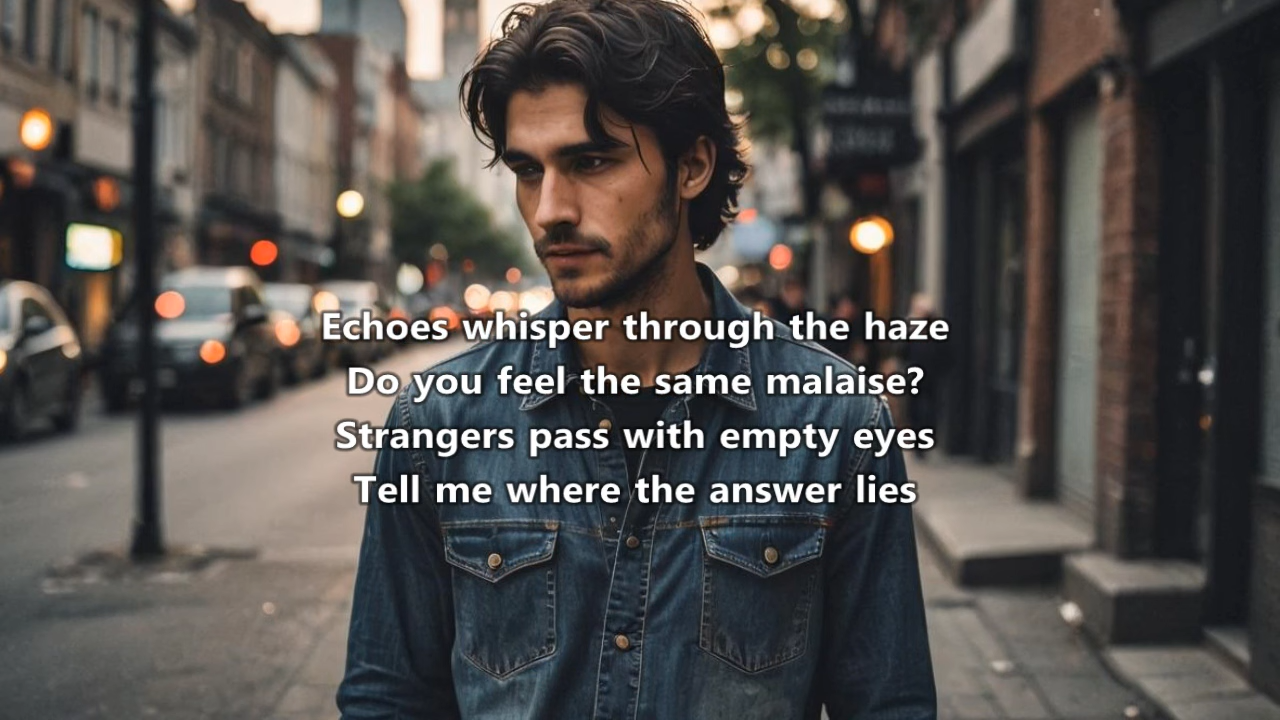 Echoes whisper through the haze
Do you feel the same malaise?
Strangers pass with empty eyes
Tell me where the answer lies